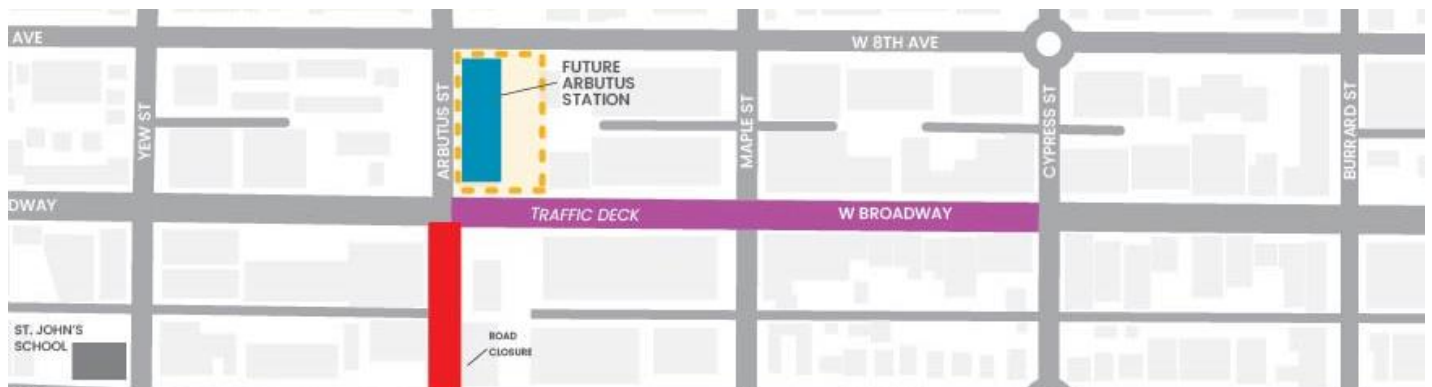 AVE
W 8TH AVE
FUTURE
ARBUTUS
STATION
YEW ST
ARBUTUS ST
MAPLE ST
CYPRESS ST
BURRARD ST
DWAY
TRAFFIC DECK
W BROADWAY
ST. JOHN'S
SCHOOL
ROAD
CLOSURE